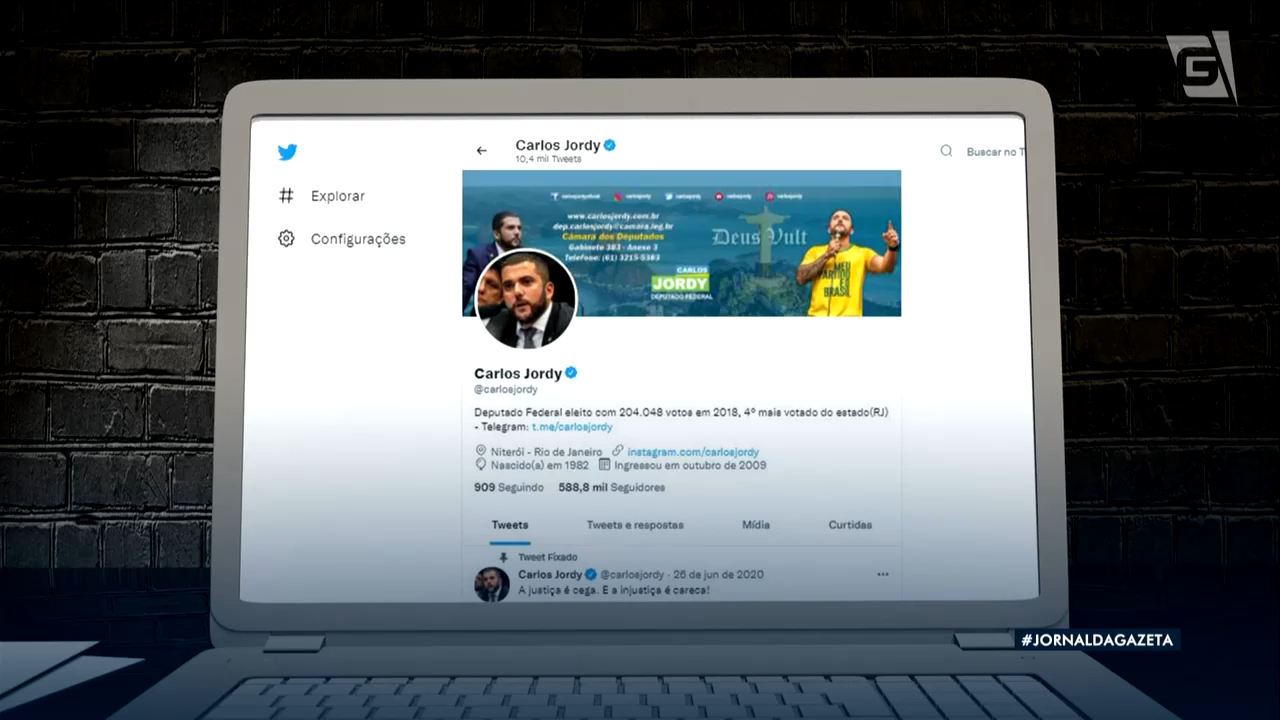 G
Carlos Jordy
10,4 mil Tweets
Buscar no T
Explorar
Configurações
www.carlosjordy.com.br
dep.carlosjordy@camara.leg.br
Câmara dos Deputados
Gabinete 383 - Anexo 3
Telefone: (61) 3215-5383
Deus Vult
CARLOS
JORDY
DEPUTADO FEDERAL
MEU
PARTIDO
É O
BRASIL
Carlos Jordy
@carlosjordy
Deputado Federal eleito com 204.048 votos em 2018, 4º mais votado do estado(RJ)
- Telegram: t.me/carlosjordy
Niterói - Rio de Janeiro instagram.com/carlosjordy
Nascido(a) em 1982 Ingressou em outubro de 2009
909 Seguindo 588,8 mil Seguidores
Tweets Tweets e respostas Mídia Curtidas
Tweet Fixado
Carlos Jordy @carlosjordy · 26 de jun de 2020
A justiça é cega. E a injustiça é careca!
#JORNALDAGAZETA